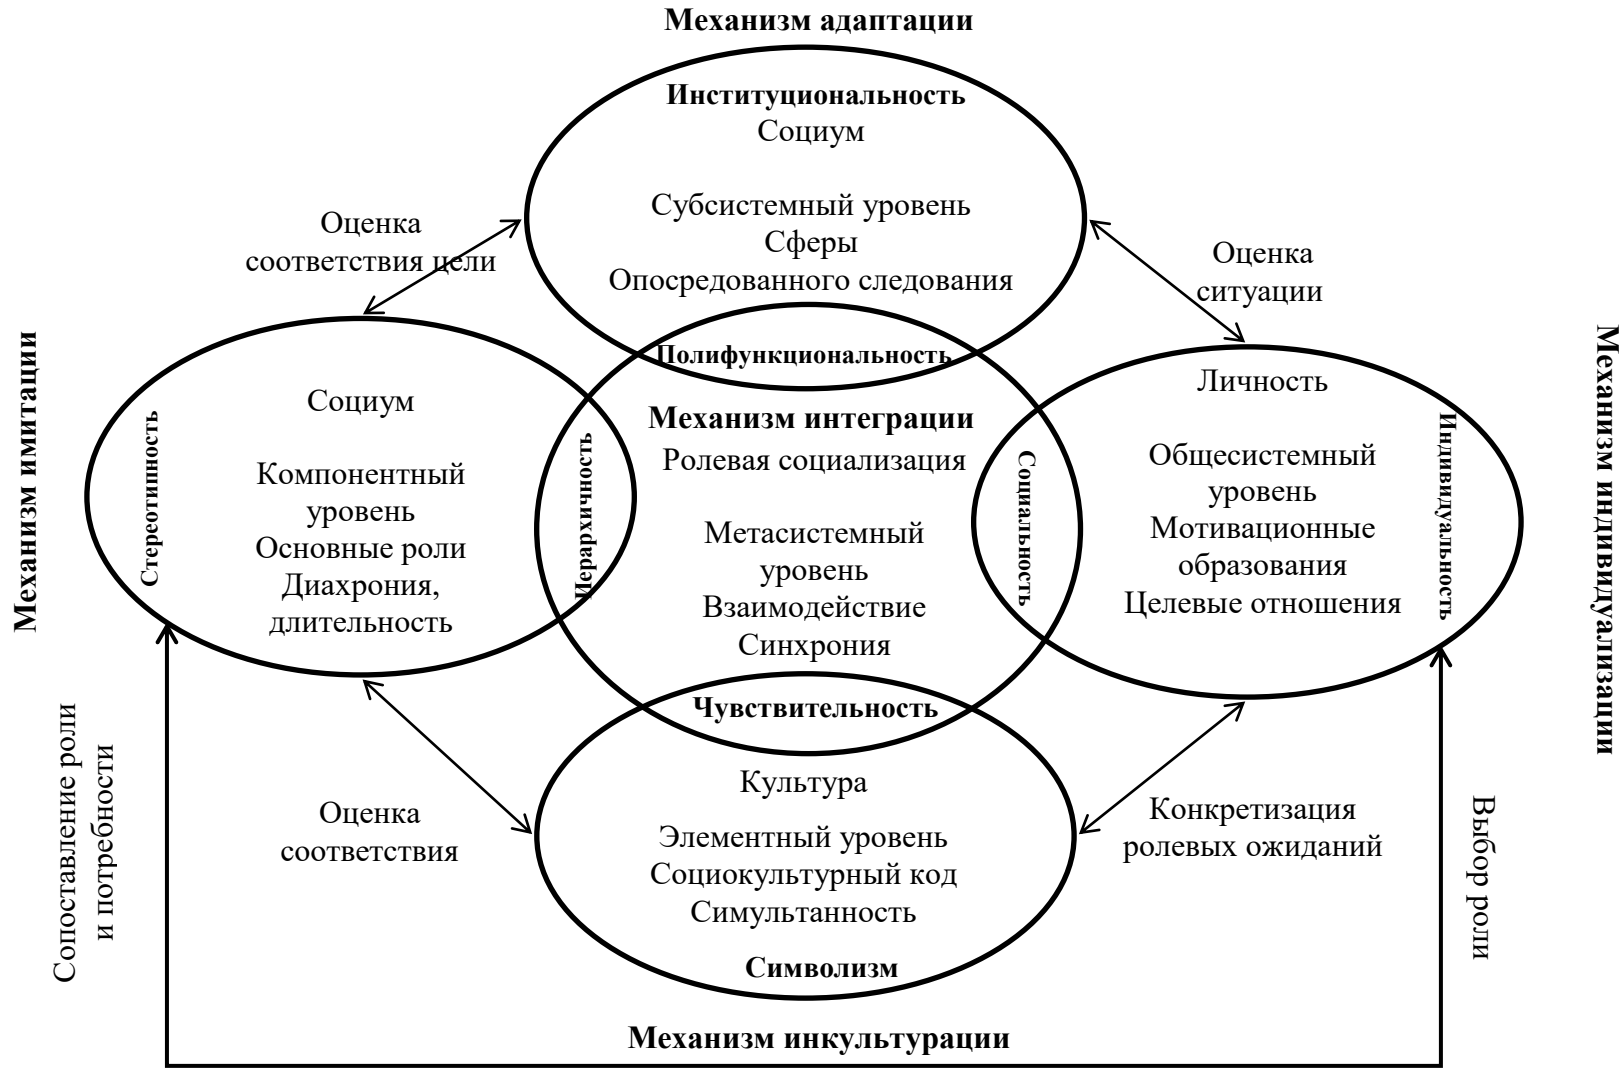 Механизм адаптации
Институциональность
Социум
Субсистемный уровень
Сферы
Опосредованного следования
Оценка
соответствия цели
Оценка
ситуации
Полифункциональность
Механизм имитации
Стереотипность
Социум
Компонентный
уровень
Основные роли
Диахрония,
длительность
Иерархичность
Механизм интеграции
Ролевая социализация
Метасистемный
уровень
Взаимодействие
Синхрония
Социальность
Личность
Общесистемный
уровень
Мотивационные
образования
Целевые отношения
Индивидуальность
Механизм индивидуализации
Чувствительность
Культура
Элементный уровень
Социокультурный код
Симультанность
Символизм
Сопоставление роли
и потребности
Оценка
соответствия
Конкретизация
ролевых ожиданий
Выбор роли
Механизм инкультурации